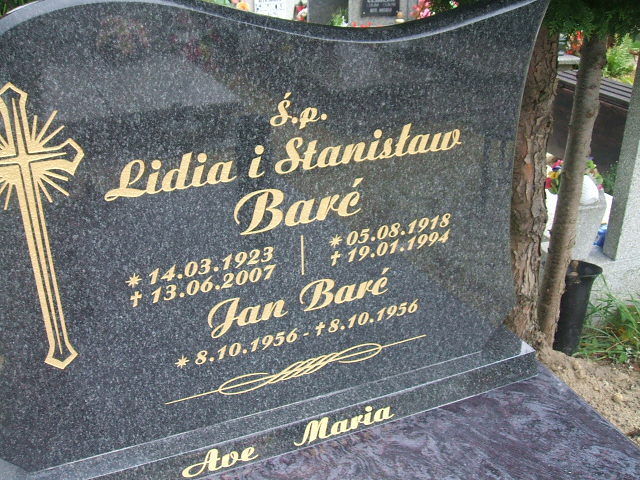 Ś.p.
Lidia i Stanisław
Barć
* 14.03.1923 | * 05.08.1918
† 13.06.2007 | † 19.01.1994
Jan Barć
* 8.10.1956 - † 8.10.1956
Ave Maria